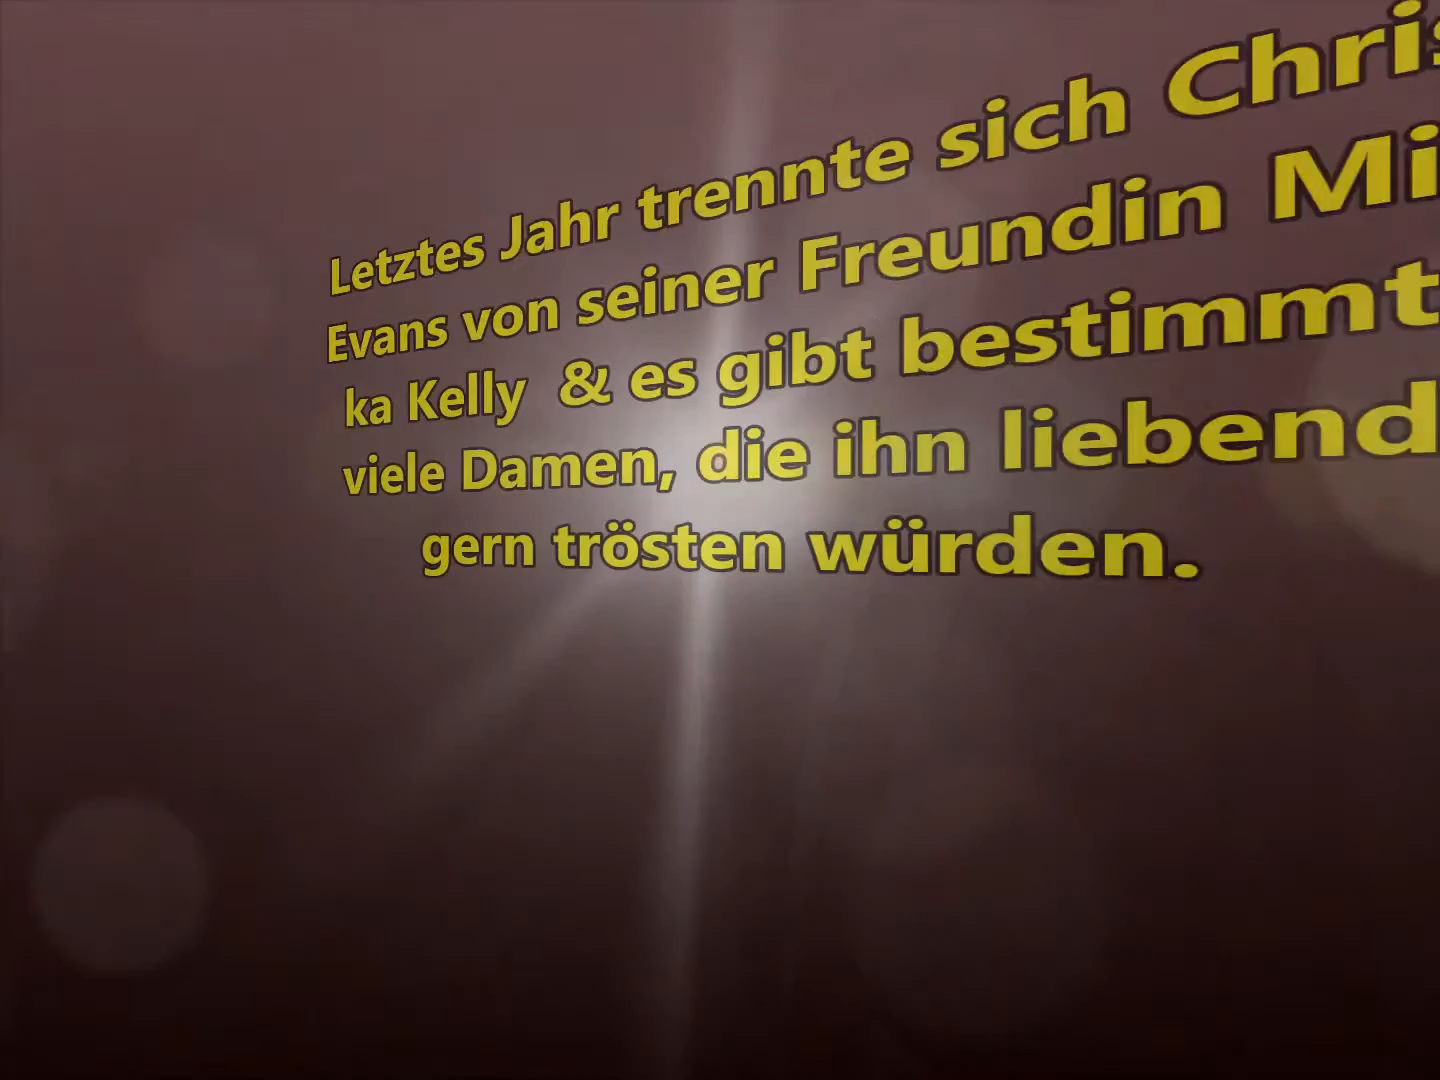 Letztes Jahr trennte sich Chris
Evans von seiner Freundin Mi
ka Kelly & es gibt bestimmt
viele Damen, die ihn liebend
gern trösten würden.